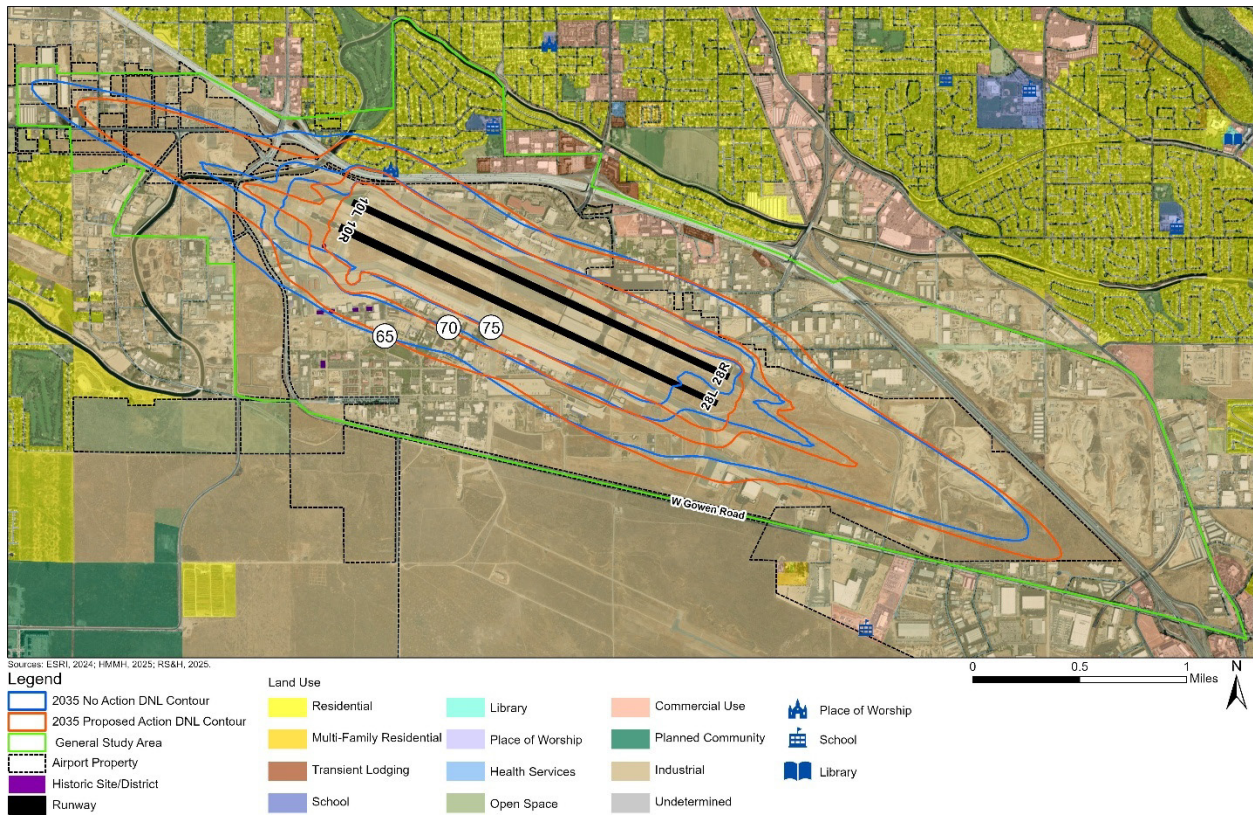 10L 10R
65
70
75
28L 28R
W Gowen Road
Sources: ESRI, 2024; HMMH, 2025; RS&H, 2025.
0 0.5 1
Miles
N
Legend
2035 No Action DNL Contour
2035 Proposed Action DNL Contour
General Study Area
Airport Property
Historic Site/District
Runway
Land Use
Residential
Multi-Family Residential
Transient Lodging
School
Library
Place of Worship
Health Services
Open Space
Commercial Use
Planned Community
Industrial
Undetermined
Place of Worship
School
Library